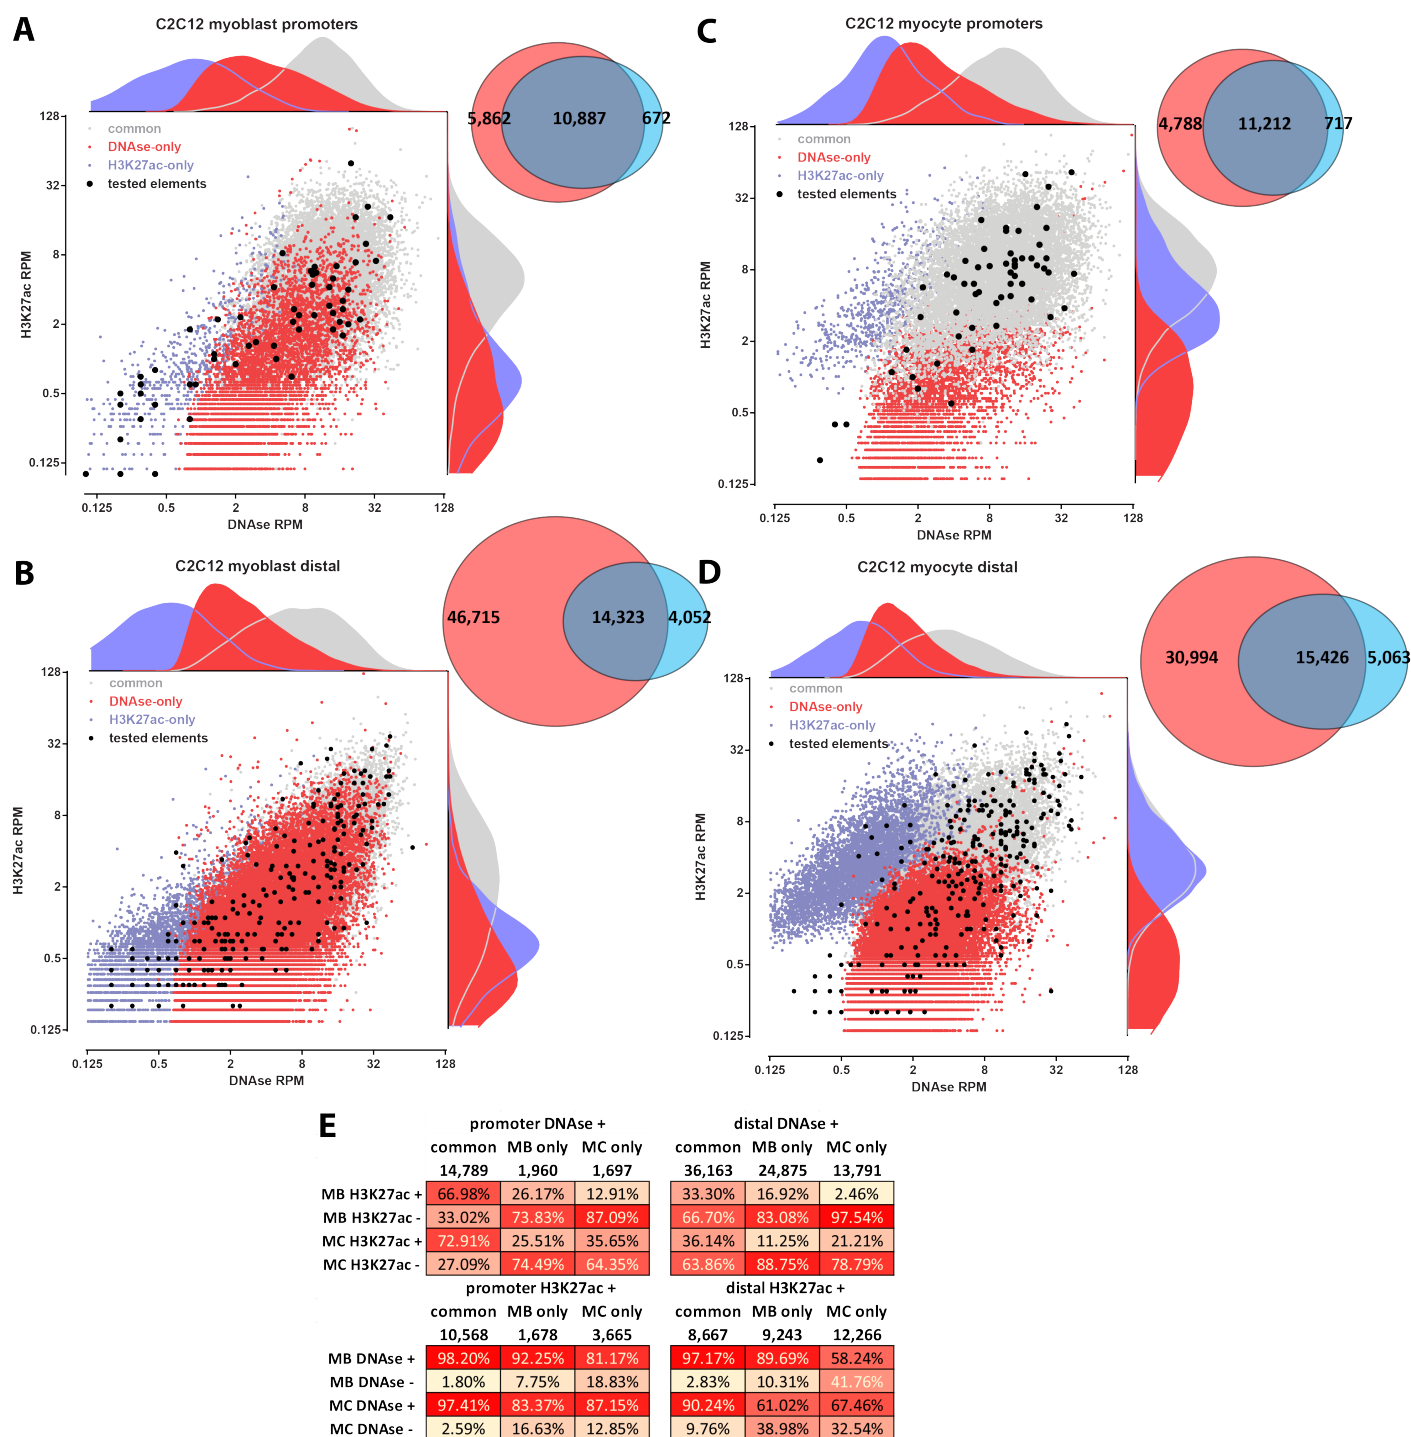 A
C2C12 myoblast promoters
128
32
8
2
0.5
0.125
H3K27ac RPM
common
DNAse-only
H3K27ac-only
tested elements
0.125 0.5 2 8 32 128
DNAse RPM
5,862 10,887 672
C
C2C12 myocyte promoters
128
32
8
2
0.5
0.125
H3K27ac RPM
common
DNAse-only
H3K27ac-only
tested elements
0.125 0.5 2 8 32 128
DNAse RPM
4,788 11,212 717
B
C2C12 myoblast distal
128
32
8
2
0.5
0.125
H3K27ac RPM
common
DNAse-only
H3K27ac-only
tested elements
0.125 0.5 2 8 32 128
DNAse RPM
46,715 14,323 4,052
D
C2C12 myocyte distal
128
32
8
2
0.5
0.125
H3K27ac RPM
common
DNAse-only
H3K27ac-only
tested elements
0.125 0.5 2 8 32 128
DNAse RPM
30,994 15,426 5,063
E
promoter DNAse + distal DNAse +
common MB only MC only common MB only MC only
14,789 1,960 1,697 36,163 24,875 13,791
MB H3K27ac + 66.98% 26.17% 12.91% 33.30% 16.92% 2.46%
MB H3K27ac - 33.02% 73.83% 87.09% 66.70% 83.08% 97.54%
MC H3K27ac + 72.91% 25.51% 35.65% 36.14% 11.25% 21.21%
MC H3K27ac - 27.09% 74.49% 64.35% 63.86% 88.75% 78.79%
promoter H3K27ac + distal H3K27ac +
common MB only MC only common MB only MC only
10,568 1,678 3,665 8,667 9,243 12,266
MB DNAse + 98.20% 92.25% 81.17% 97.17% 89.69% 58.24%
MB DNAse - 1.80% 7.75% 18.83% 2.83% 10.31% 41.76%
MC DNAse + 97.41% 83.37% 87.15% 90.24% 61.02% 67.46%
MC DNAse - 2.59% 16.63% 12.85% 9.76% 38.98% 32.54%